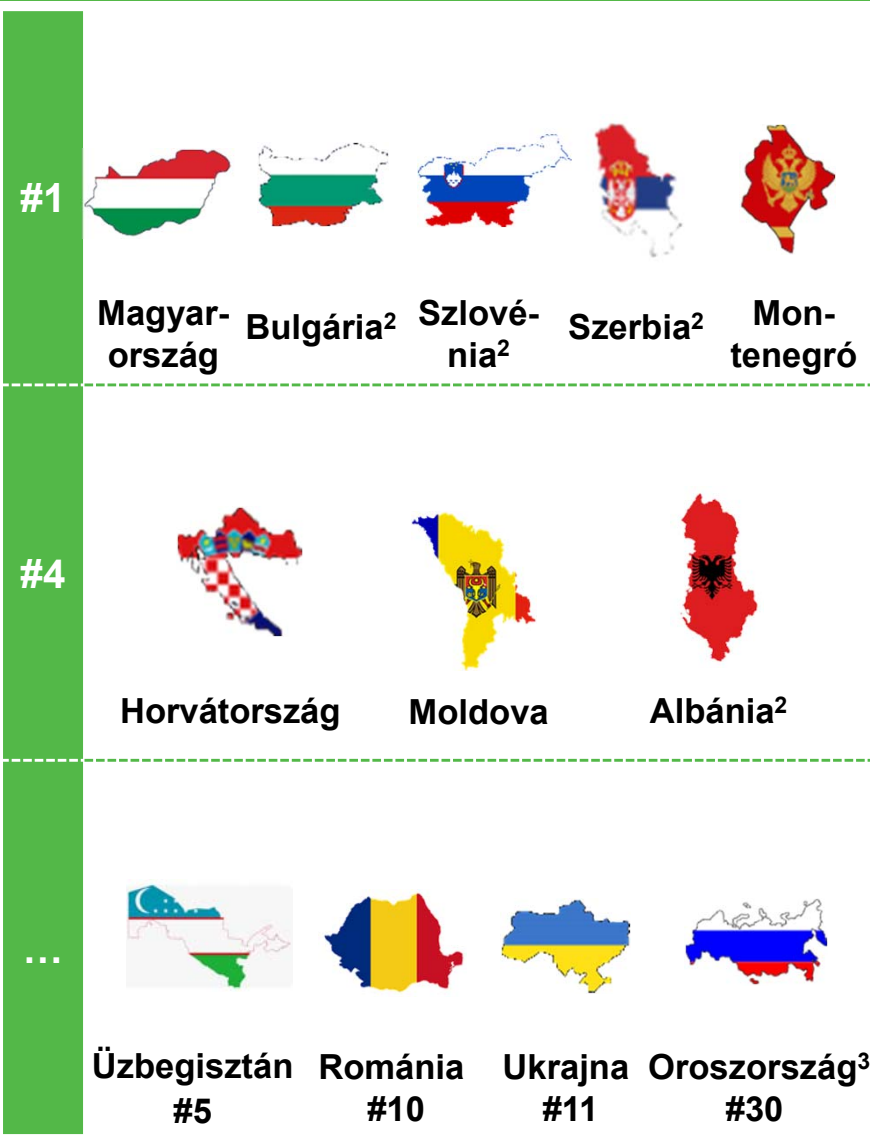 #1
Magyar-
ország
Bulgária²
Szlové-
nia²
Szerbia²
Mon-
tenegró
#4
Horvátország
Moldova
Albánia²
...
Üzbegisztán
#5
Románia
#10
Ukrajna
#11
Oroszország³
#30